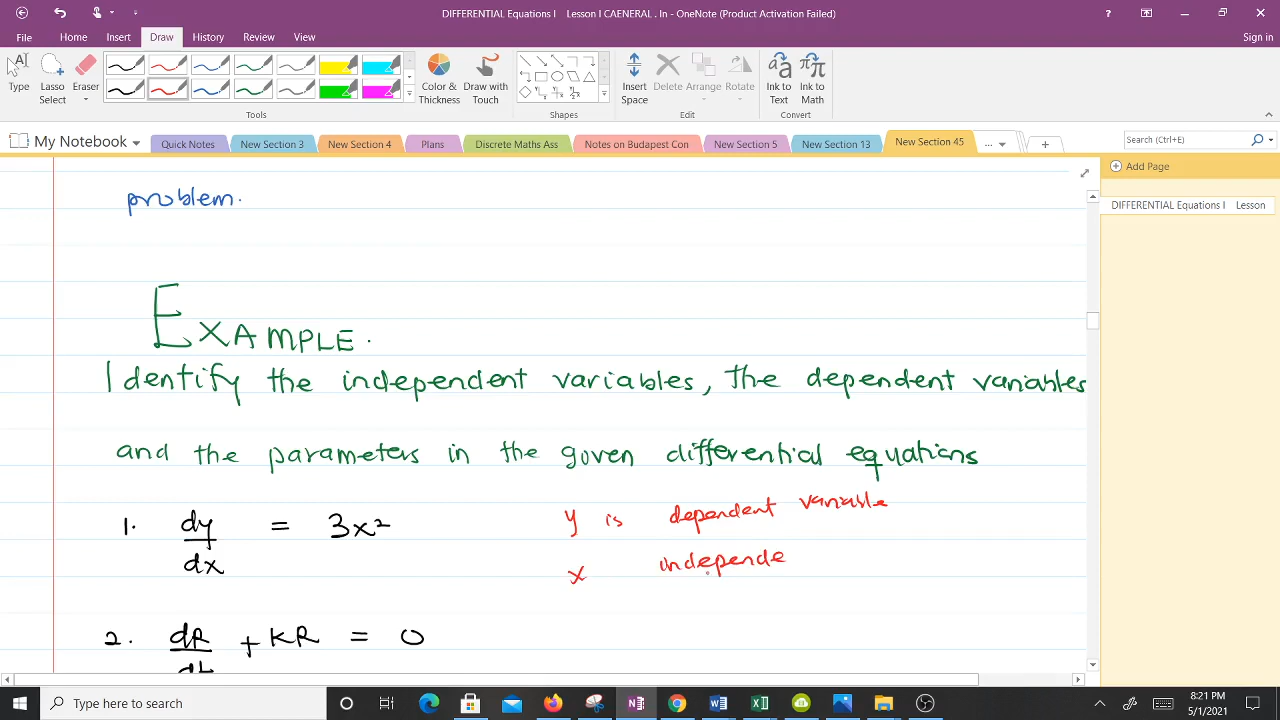 DIFFERENTIAL Equations I    Lesson I CAENERAL . In - OneNote (Product Activation Failed)
File Home Insert Draw History Review View Sign in
Type
Lasso Select
Eraser
Color & Thickness
Draw with Touch
Insert Space
Delete
Arrange
Rotate
Ink to Text
Ink to Math
Tools Shapes Edit Convert
My Notebook Quick Notes New Section 3 New Section 4 Plans Discrete Maths Ass Notes on Budapest Con New Section 5 New Section 13 New Section 45 ... Search (Ctrl+E)
Add Page
DIFFERENTIAL Equations I    Lesson
problem.
EXAMPLE.
Identify the independent variables, the dependent variables
and the parameters in the given differential equations
1. dy/dx = 3x²
y is dependent variable
x independe
2. dR/dt + KR = 0
Type here to search
8:21 PM
5/1/2021